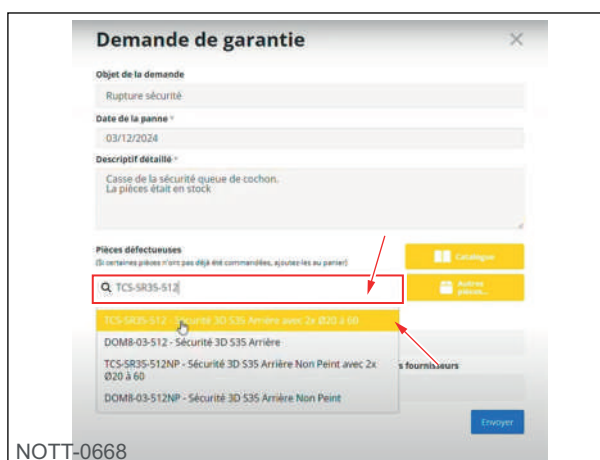 Demande de garantie
Objet de la demande
Rupture sécurité
Date de la panne *
03/12/2024
Descriptif détaillé *
Casse de la sécurité queue de cochon.
La pièces était en stock
Pièces défectueuses
(Si certaines pièces n'ont pas déjà été commandées, ajoutez-les au panier)
Catalogue
TCS-SR35-512
Autres
pièces...
TCS-SR35-512 - Sécurité 3D S35 Arrière avec 2x Ø20 à 60
DOM8-03-512 - Sécurité 3D S35 Arrière
TCS-SR35-512NP - Sécurité 3D S35 Arrière Non Peint avec 2x
Ø20 à 60
s fournisseurs
DOM8-03-512NP - Sécurité 3D S35 Arrière Non Peint
Envoyer
NOTT-0668